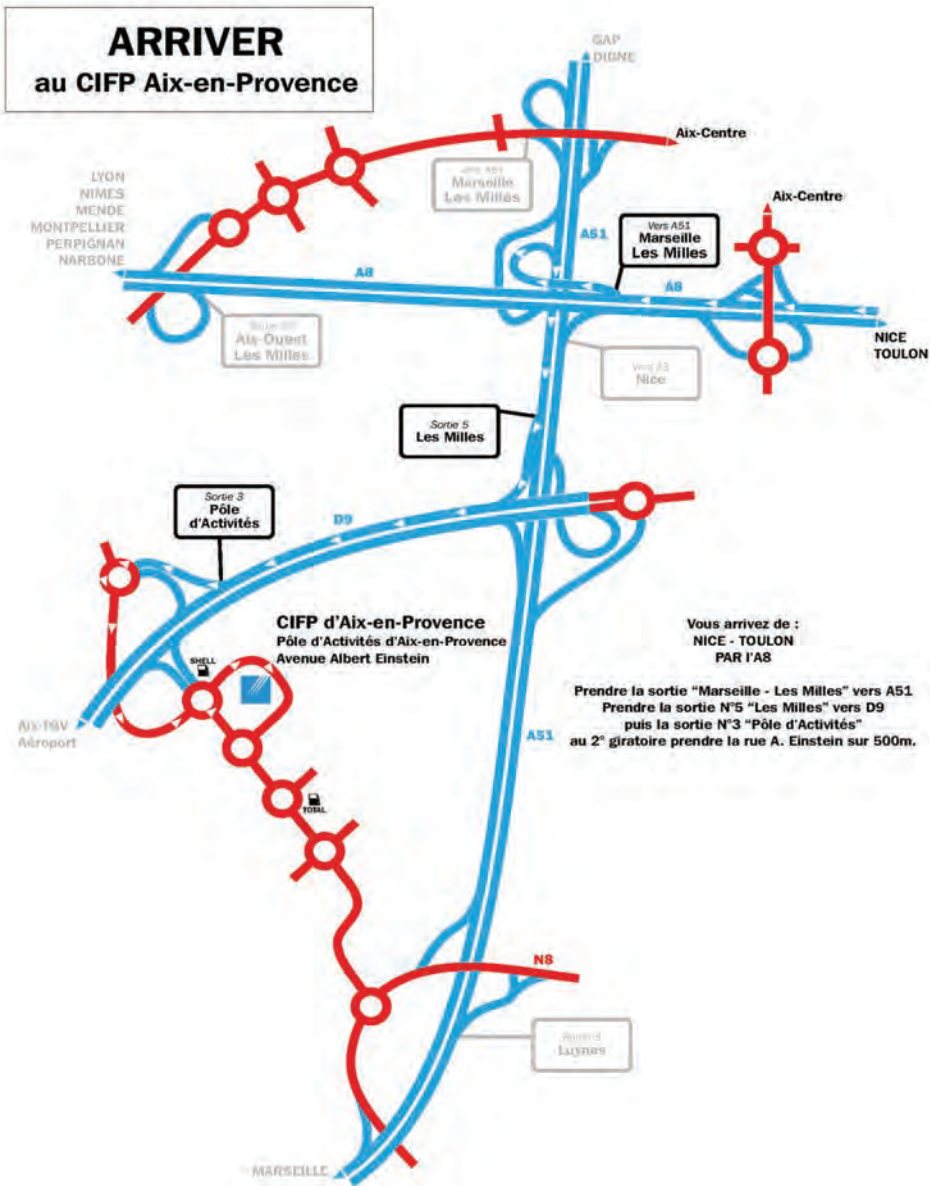 ARRIVER
au CIFP Aix-en-Provence
GAP
DIGNE
Aix-Centre
LYON
NIMES
MENDE
MONTPELLIER
PERPIGNAN
NARBONE
Vers A51
Marseille
Les Milles
Aix-Centre
A51
Vers A51
Marseille
Les Milles
A8
A8
Aix-Ouest
Les Milles
NICE
TOULON
Vers A8
Nice
Sortie 5
Les Milles
Sortie 3
Pôle
d'Activités
D9
CIFP d'Aix-en-Provence
Pôle d'Activités d'Aix-en-Provence
Avenue Albert Einstein
SHELL
Vous arrivez de :
NICE - TOULON
PAR l'A8
Prendre la sortie “Marseille - Les Milles” vers A51
Prendre la sortie N°5 “Les Milles” vers D9
puis la sortie N°3 “Pôle d'Activités”
au 2° giratoire prendre la rue A. Einstein sur 500m.
Aix-TGV
Aéroport
A51
TOTAL
N8
Luynes
MARSEILLE